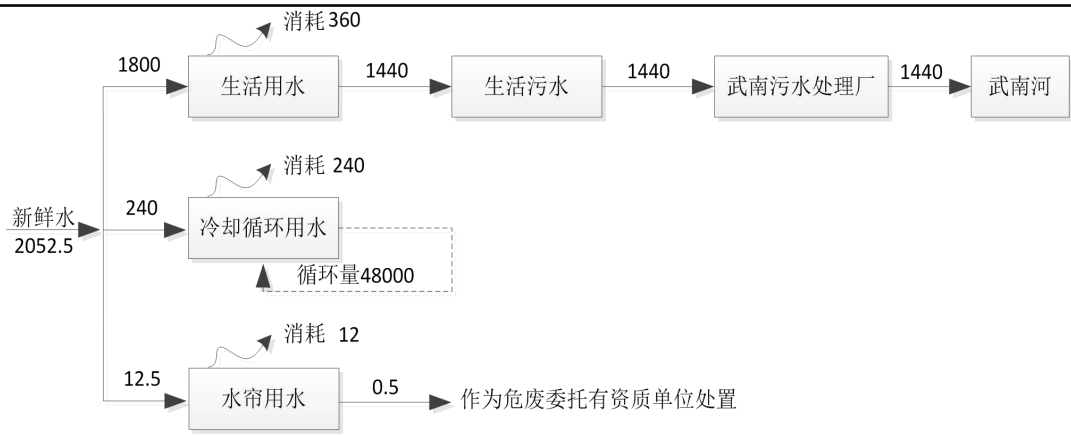 消耗360
1800
生活用水
1440
生活污水
1440
武南污水处理厂
1440
武南河
消耗 240
新鲜水
2052.5
240
冷却循环用水
循环量48000
消耗 12
12.5
水帘用水
0.5
作为危废委托有资质单位处置